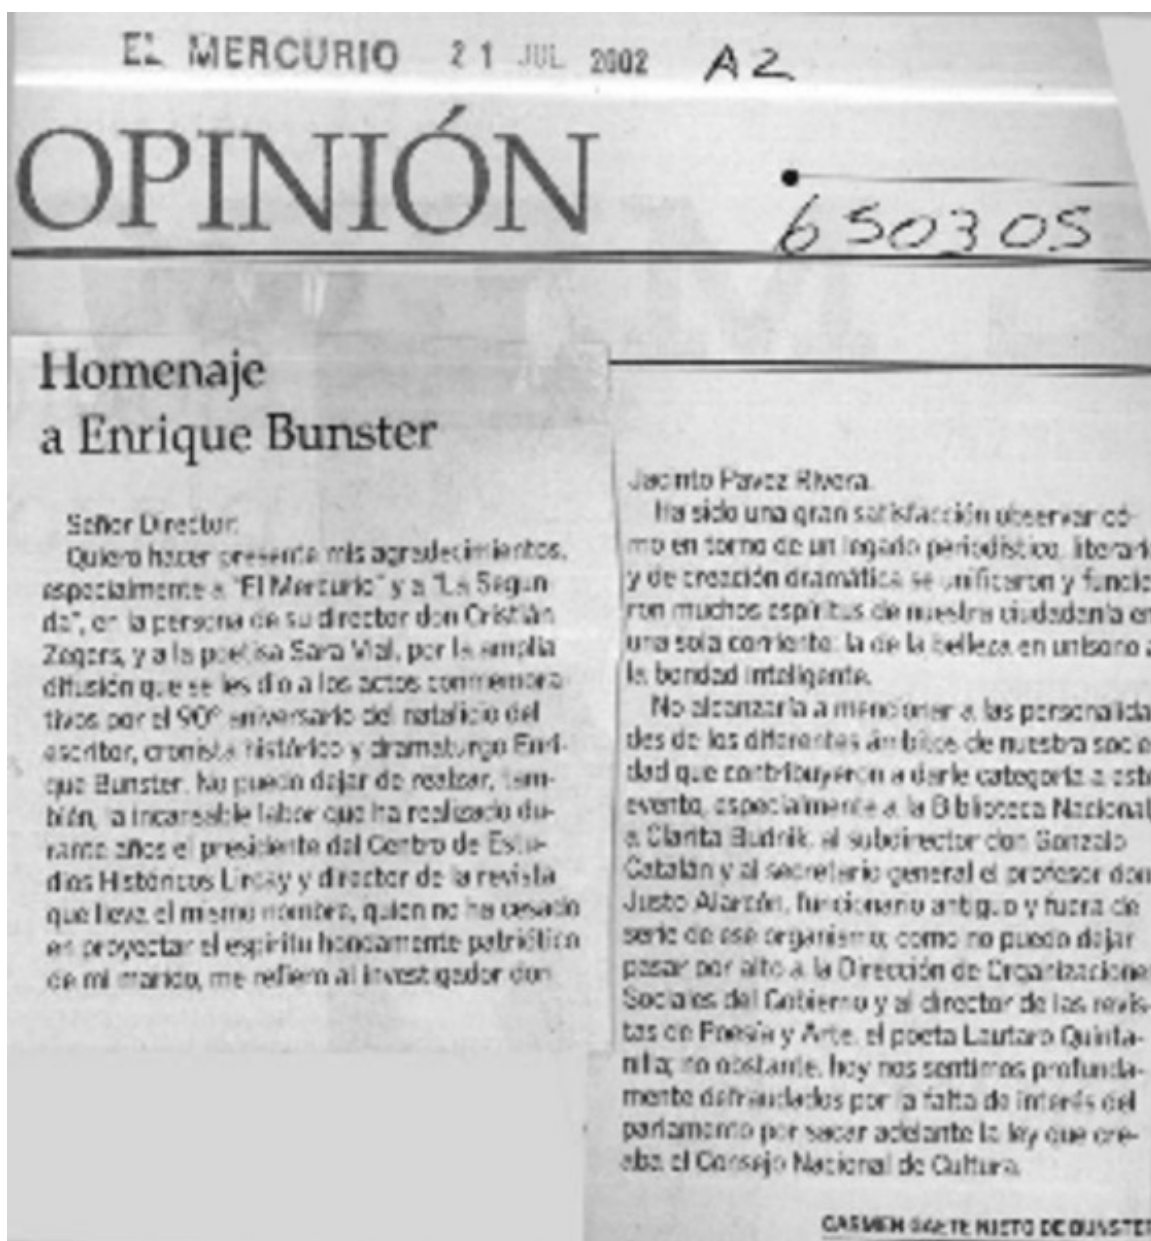 EL MERCURIO 21 JUL 2002 A2
OPINIÓN
650305
Homenaje
a Enrique Bunster
Señor Director:
Quiero hacer presente mis agradecimientos,
especialmente a "El Mercurio" y a "La Segun-
da", en la persona de su director don Cristián
Zegers, y a la poetisa Sara Vial, por la amplia
difusión que se les dio a los actos conmemora-
tivos por el 90º aniversario del natalicio del
escritor, cronista histórico y dramaturgo Enri-
que Bunster. No puedo dejar de realzar, tam-
bién, la incansable labor que ha realizado du-
rante años el presidente del Centro de Estu-
dios Históricos Lircay y director de la revista
que lleva el mismo nombre, quien no ha cesado
en proyectar el espíritu hondamente patriótico
de mi marido, me refiero al investigador don
Jacinto Pavez Rivera.
Ha sido una gran satisfacción observar có-
mo en torno de un legado periodístico, literari
y de creación dramática se unificaron y funcio
ron muchos espíritus de nuestra ciudadanía en
una sola corriente: la de la belleza en unísono a
la bondad inteligente.
No alcanzaría a mencionar a las personalida
des de los diferentes ámbitos de nuestra socie
dad que contribuyeron a darle categoría a este
evento, especialmente a la Biblioteca Nacional,
a Clarita Budnik, al subdirector don Gonzalo
Catalán y al secretario general el profesor don
Justo Alarcón, funcionario antiguo y fuera de
serie de ese organismo; como no puedo dejar
pasar por alto a la Dirección de Organizacione
Sociales del Gobierno y al director de las revis-
tas de Poesía y Arte, el poeta Lautaro Quinta-
nilla; no obstante, hoy nos sentimos profunda-
mente defraudados por la falta de interés del
parlamento por sacar adelante la ley que cre-
aba el Consejo Nacional de Cultura.
CARMEN GAETE NIETO DE BUNSTER